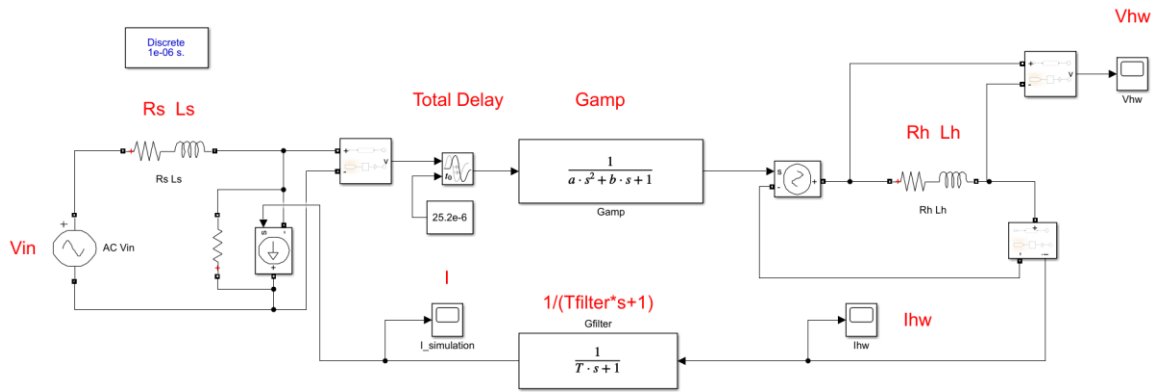 Vhw
Discrete
1e-06 s.
Rs Ls
Total Delay
Gamp
+
-
v
Vhw
Rh Lh
+
-
v
Rs Ls
To
1
a · s² + b · s + 1
Gamp
s
-
+
Rh Lh
25.2e-6
Vin
+
AC Vin
s
-
+
+
-
i
I
1/(Tfilter*s+1)
Ihw
I_simulation
Gfilter
1
T · s + 1
Ihw